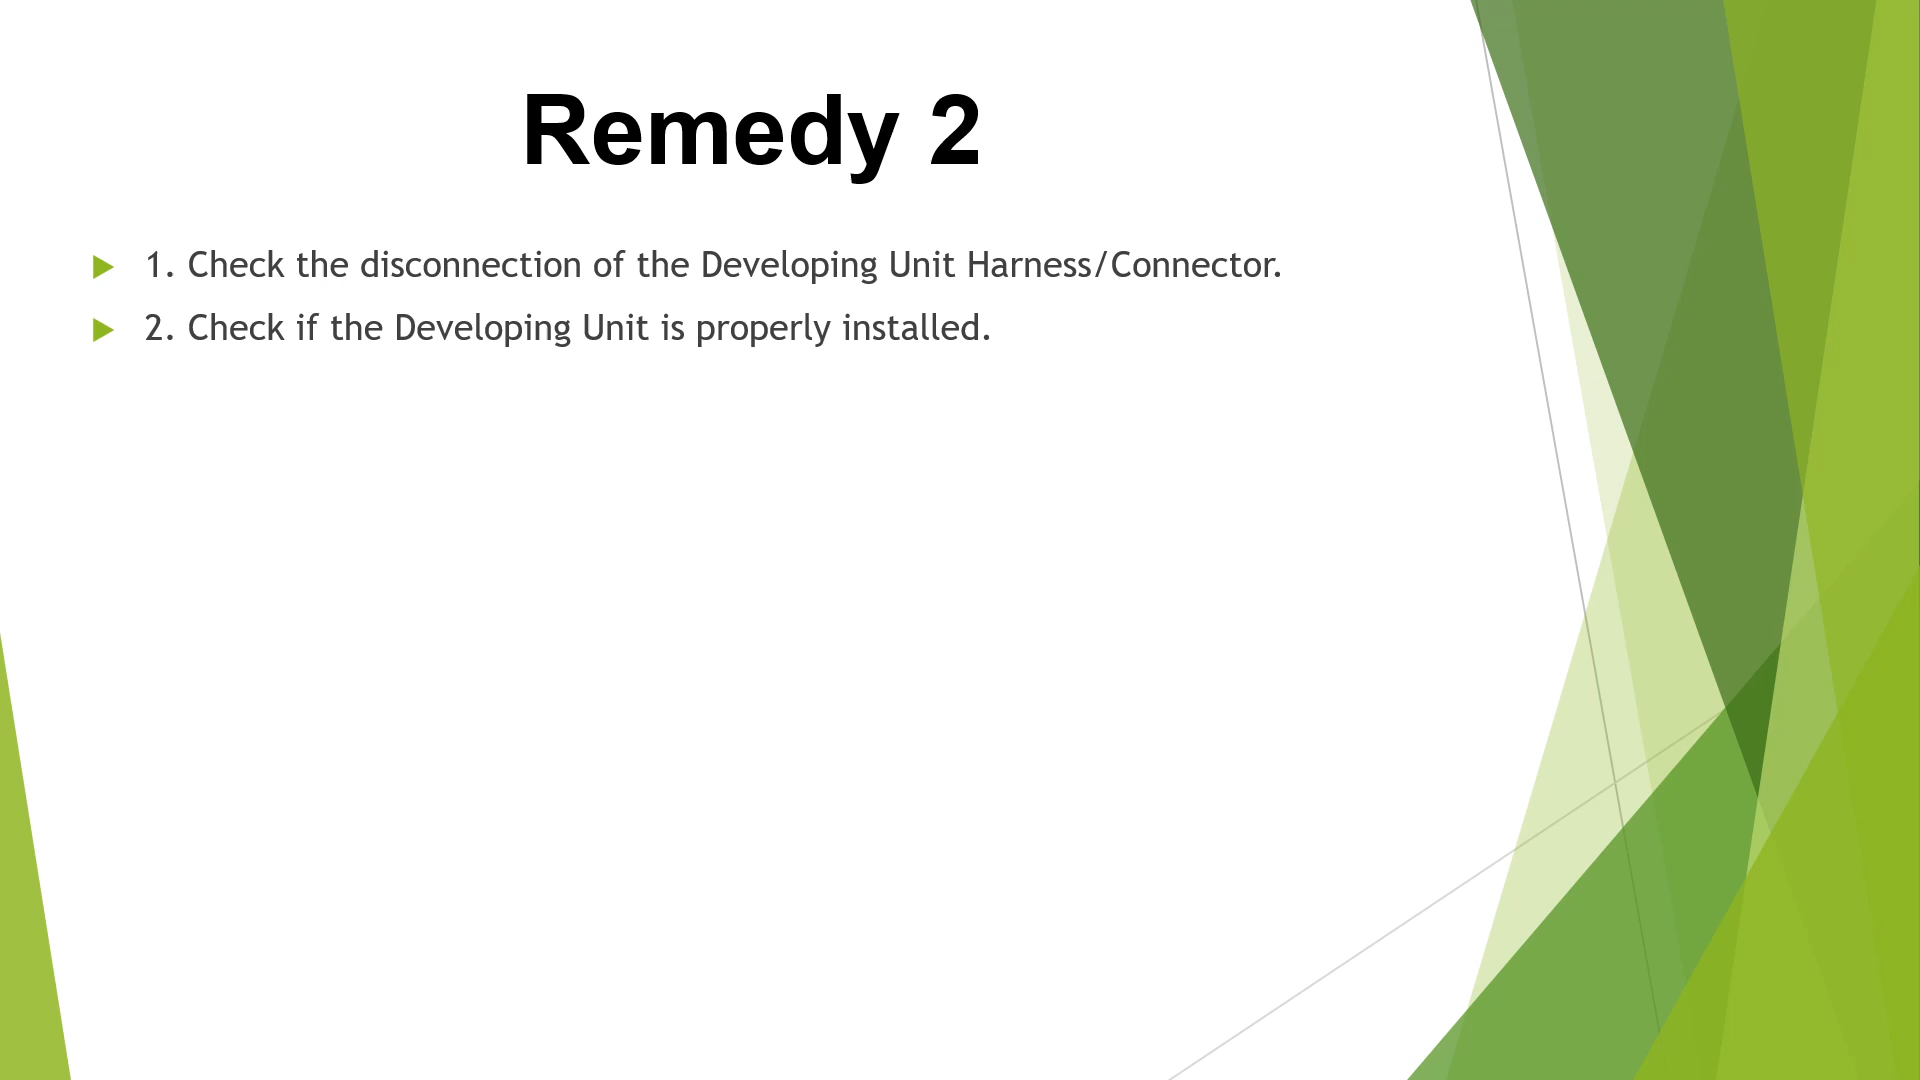 Remedy 2
1. Check the disconnection of the Developing Unit Harness/Connector.
2. Check if the Developing Unit is properly installed.